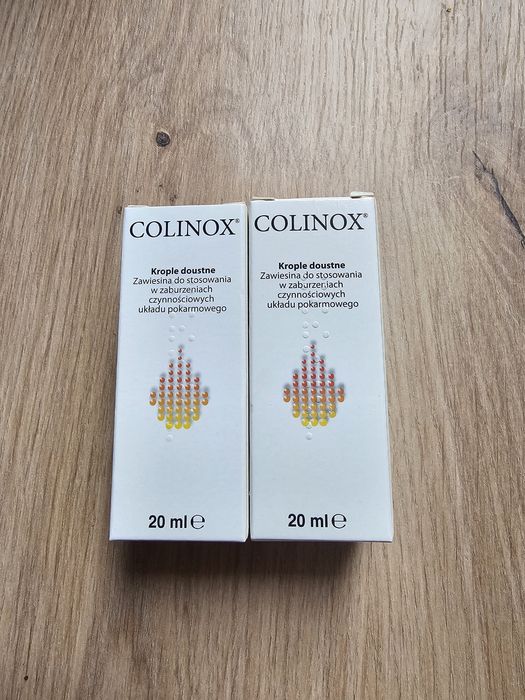 COLINOX®
Krople doustne
Zawiesina do stosowania
w zaburzeniach
czynnościowych
układu pokarmowego
20 ml ℮
COLINOX®
Krople doustne
Zawiesina do stosowania
w zaburzeniach
czynnościowych
układu pokarmowego
20 ml ℮